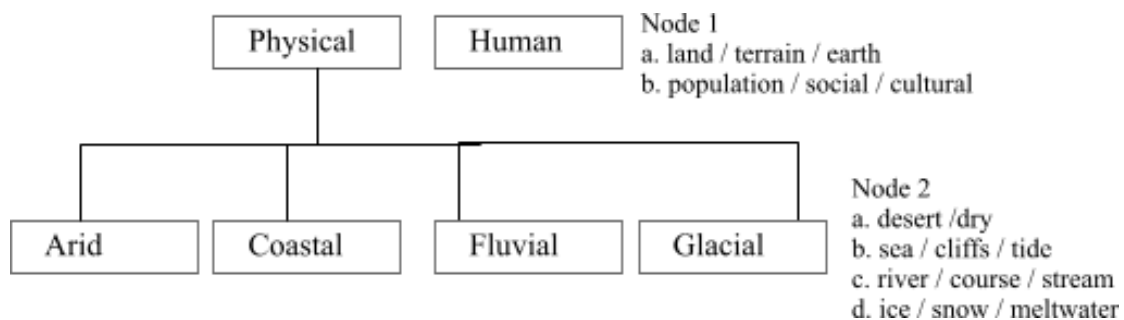 Physical
Human
Node 1
a. land / terrain / earth
b. population / social / cultural
Arid
Coastal
Fluvial
Glacial
Node 2
a. desert /dry
b. sea / cliffs / tide
c. river / course / stream
d. ice / snow / meltwater